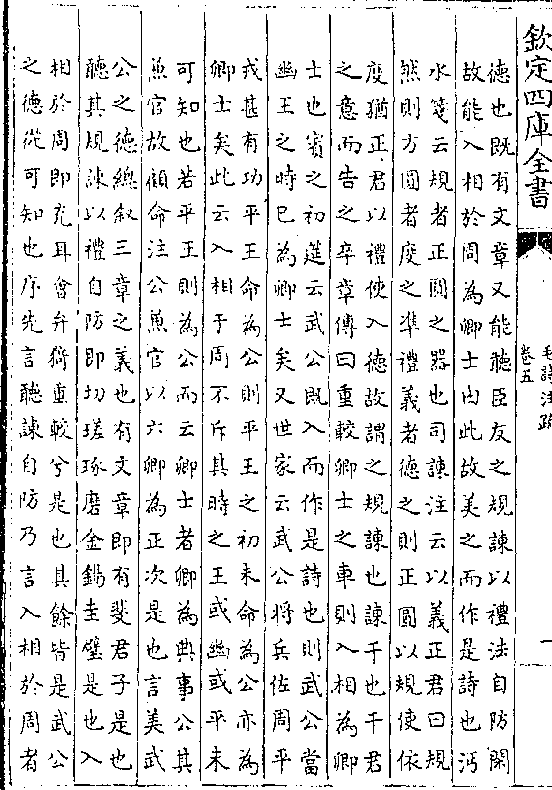 欽定四庫全書
毛詩注疏
卷五
一
德也既有文章又能聽臣友之規諫以禮法自防閑
故能入相於周為卿士由此故美之而作是詩也沔
水箋云規者正圓之器也司諫注云以義正君曰規
然則方圓者度之準禮義者德之則正圓以規使依
度猶正君以禮使入德故謂之規諫也諫干也干君
之意而告之卒章傳曰重較卿士之車則入相為卿
士也賓之初筵云武公既入而作是詩也則武公當
幽王之時已為卿士矣又世家云武公將兵佐周平
戎甚有功平王命為公則平王之初未命為公亦為
卿士矣此云入相于周不斥其時之王或幽或平未
可知也若平王則為公而云卿士者卿為典事公其
兼官故顧命注公兼官以六卿為正次是也言美武
公之德總叙三章之義也有文章即有斐君子是也
聽其規諫以禮自防即切瑳琢磨金錫圭璧是也入
相於周即充耳會弁猗重較兮是也其餘皆是武公
之德從可知也序先言聽諫自防乃言入相於周者